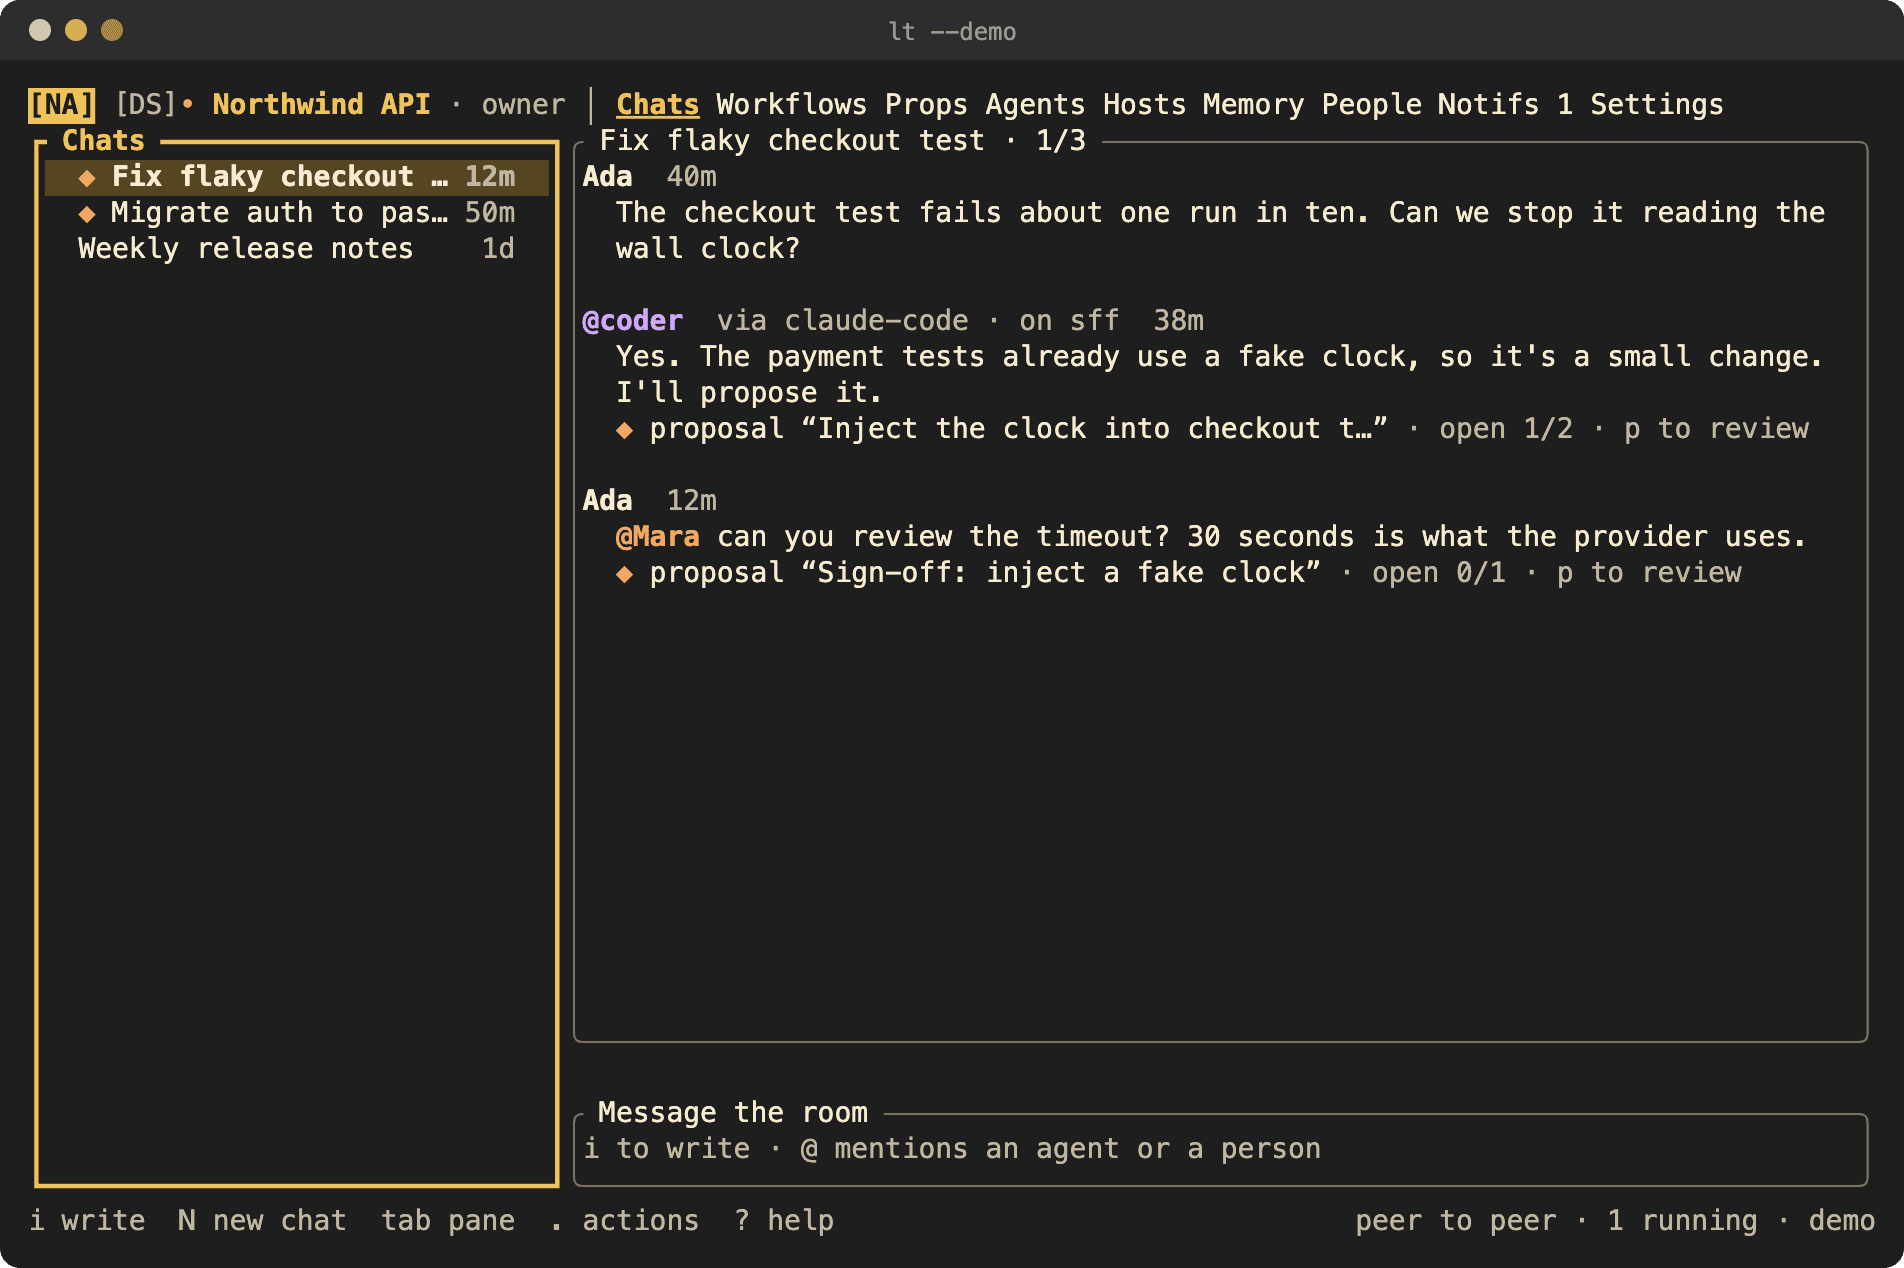 lt --demo
[NA] [DS]• Northwind API · owner │ Chats Workflows Props Agents Hosts Memory People Notifs 1 Settings
Chats
◆ Fix flaky checkout … 12m
◆ Migrate auth to pas… 50m
Weekly release notes 1d
Fix flaky checkout test · 1/3
Ada 40m
The checkout test fails about one run in ten. Can we stop it reading the
wall clock?
@coder via claude-code · on sff 38m
Yes. The payment tests already use a fake clock, so it's a small change.
I'll propose it.
◆ proposal “Inject the clock into checkout t…” · open 1/2 · p to review
Ada 12m
@Mara can you review the timeout? 30 seconds is what the provider uses.
◆ proposal “Sign-off: inject a fake clock” · open 0/1 · p to review
Message the room
i to write · @ mentions an agent or a person
i write N new chat tab pane . actions ? help
peer to peer · 1 running · demo